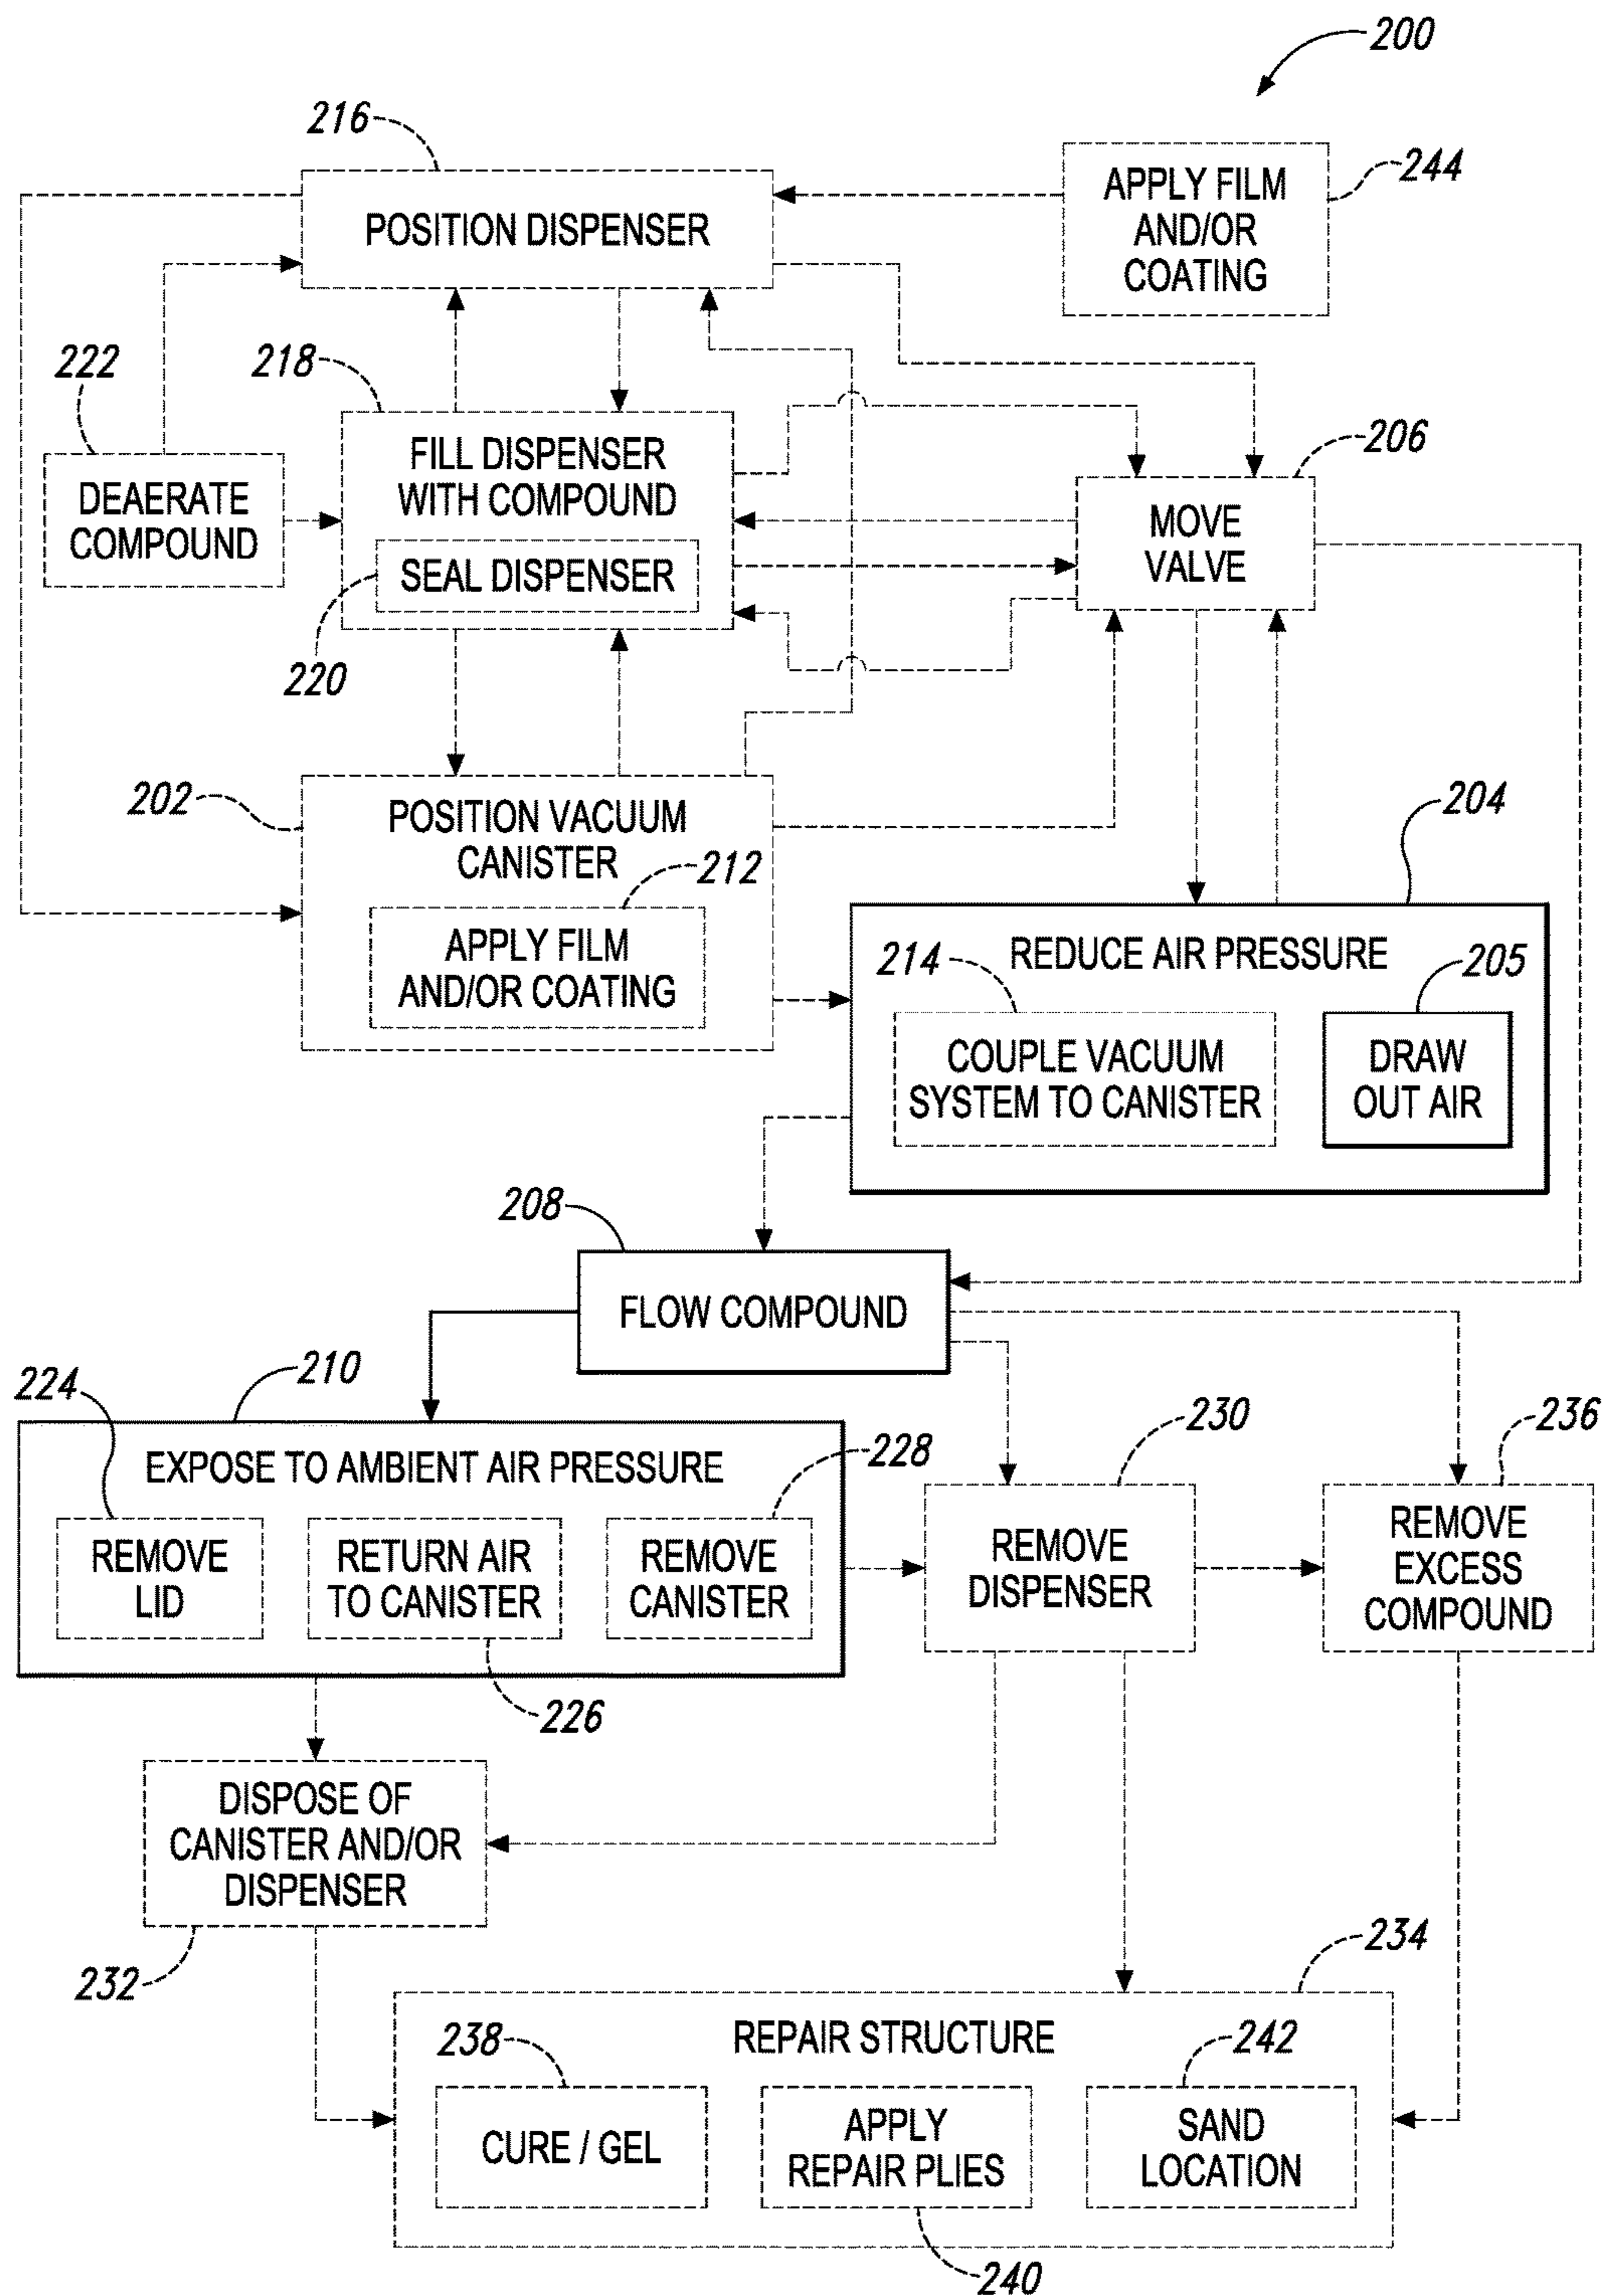 200
216
244
POSITION DISPENSER
APPLY FILM
AND/OR
COATING
222
218
206
DEAERATE
COMPOUND
FILL DISPENSER
WITH COMPOUND
SEAL DISPENSER
220
MOVE
VALVE
202
POSITION VACUUM
CANISTER
212
APPLY FILM
AND/OR COATING
204
REDUCE AIR PRESSURE
214
205
COUPLE VACUUM
SYSTEM TO CANISTER
DRAW
OUT AIR
208
FLOW COMPOUND
224
210
EXPOSE TO AMBIENT AIR PRESSURE
228
REMOVE
LID
RETURN AIR
TO CANISTER
REMOVE
CANISTER
226
230
REMOVE
DISPENSER
236
REMOVE
EXCESS
COMPOUND
DISPOSE OF
CANISTER AND/OR
DISPENSER
232
234
REPAIR STRUCTURE
238
242
CURE / GEL
APPLY
REPAIR PLIES
SAND
LOCATION
240